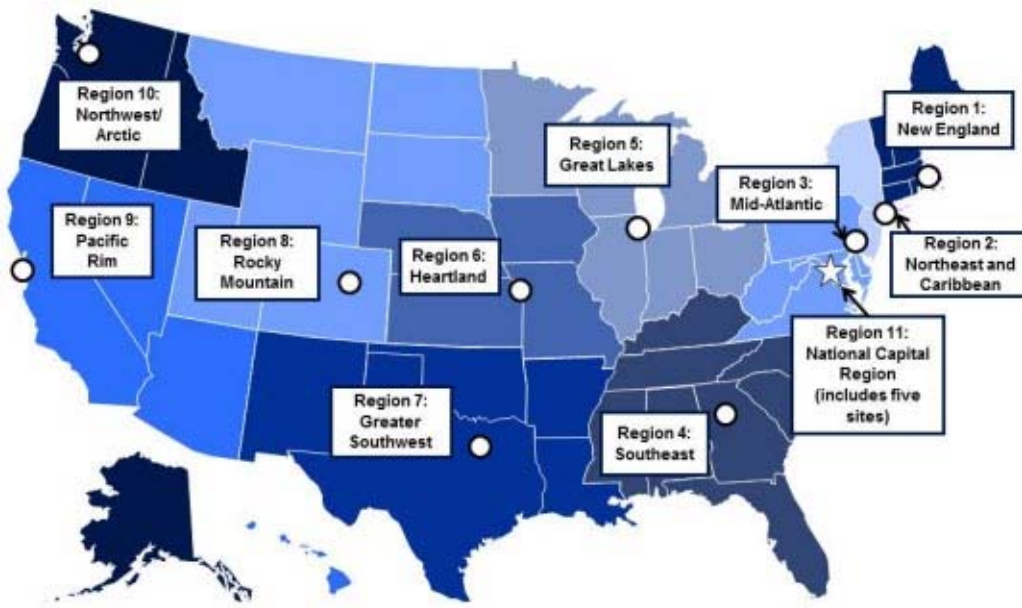 Region 10:
Northwest/
Arctic
Region 1:
New England
Region 5:
Great Lakes
Region 3:
Mid-Atlantic
Region 9:
Pacific
Rim
Region 8:
Rocky
Mountain
Region 6:
Heartland
Region 2:
Northeast and
Caribbean
Region 11:
National Capital
Region
(includes five
sites)
Region 7:
Greater
Southwest
Region 4:
Southeast